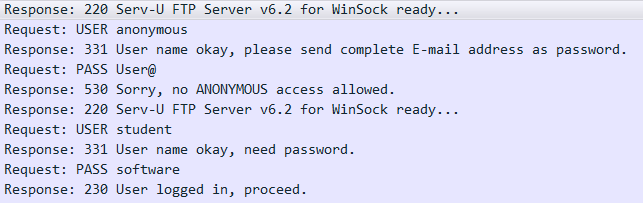 Response: 220 Serv-U FTP Server v6.2 for WinSock ready...
Request: USER anonymous
Response: 331 User name okay, please send complete E-mail address as password.
Request: PASS User@
Response: 530 Sorry, no ANONYMOUS access allowed.
Response: 220 Serv-U FTP Server v6.2 for WinSock ready...
Request: USER student
Response: 331 User name okay, need password.
Request: PASS software
Response: 230 User logged in, proceed.